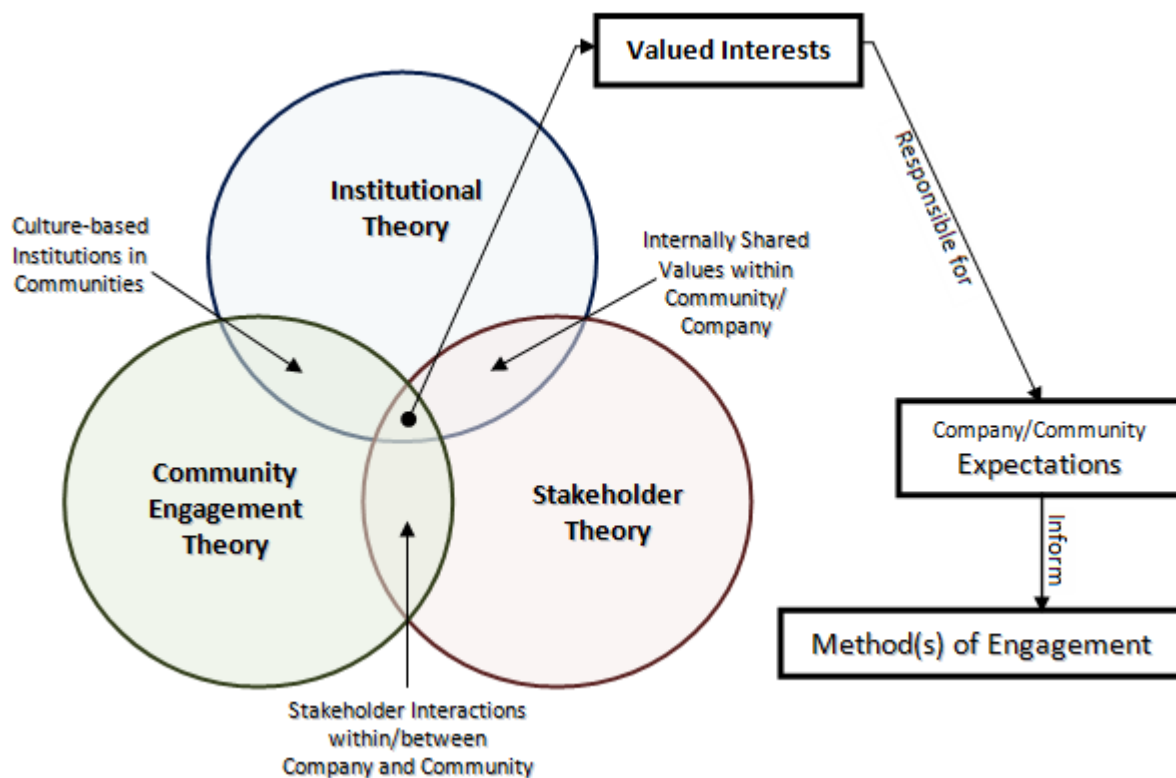 Valued Interests
Institutional
Theory
Responsible for
Culture-based
Institutions in
Communities
Internally Shared
Values within
Community/
Company
Company/Community
Expectations
Community
Engagement
Theory
Stakeholder
Theory
Inform
Method(s) of Engagement
Stakeholder Interactions
within/between
Company and Community